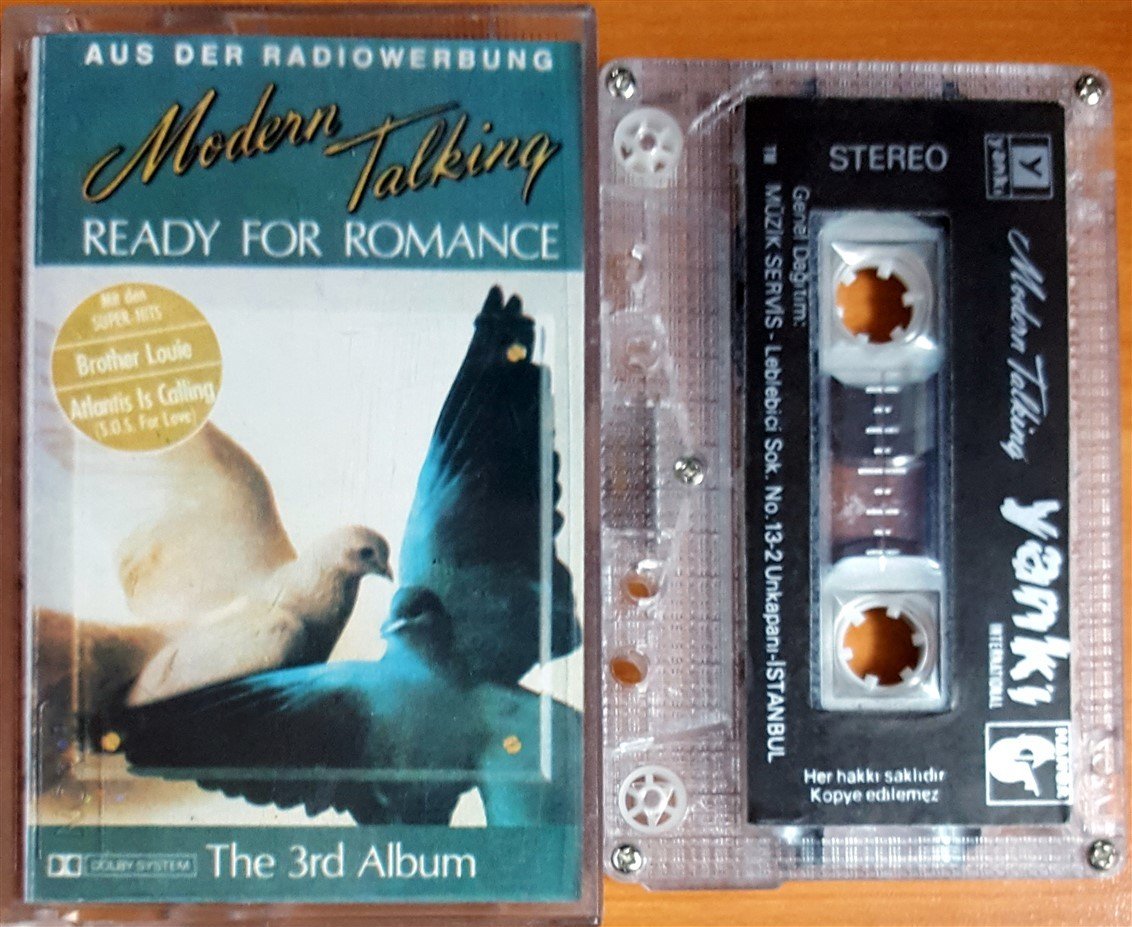 AUS DER RADIOWERBUNG
Modern Talking
READY FOR ROMANCE
Mit den
SUPER-HITS
Brother Louie
Atlantis Is Calling
(S.O.S. For Love)
DOLBY SYSTEM
The 3rd Album
STEREO
Y
yankı
Modern Talking
yankı
INTERNATIONAL
Genel Dağıtım:
TM MÜZİK SERVİS - Leblebici Sok. No. 13-2 Unkapanı-İSTANBUL
Her hakkı saklıdır
Kopye edilemez